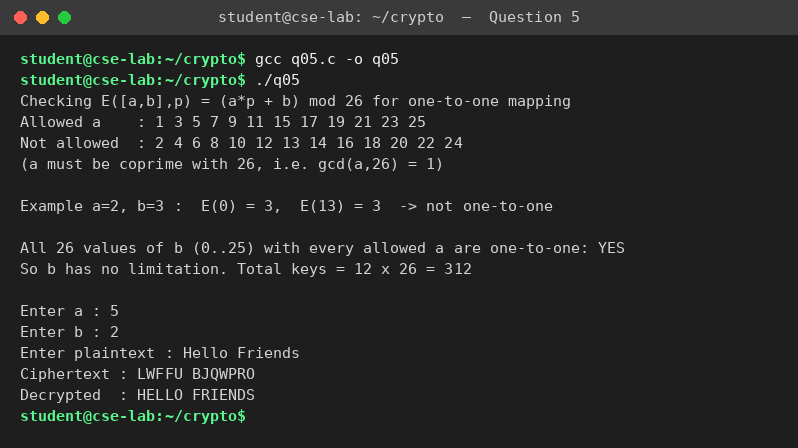 student@cse-lab: ~/crypto — Question 5
student@cse-lab:~/crypto$ gcc q05.c -o q05
student@cse-lab:~/crypto$ ./q05
Checking E([a,b],p) = (a*p + b) mod 26 for one-to-one mapping
Allowed a    : 1 3 5 7 9 11 15 17 19 21 23 25
Not allowed  : 2 4 6 8 10 12 13 14 16 18 20 22 24
(a must be coprime with 26, i.e. gcd(a,26) = 1)
Example a=2, b=3 :  E(0) = 3,  E(13) = 3  -> not one-to-one
All 26 values of b (0..25) with every allowed a are one-to-one: YES
So b has no limitation. Total keys = 12 x 26 = 312
Enter a : 5
Enter b : 2
Enter plaintext : Hello Friends
Ciphertext : LWFFU BJQWPRO
Decrypted  : HELLO FRIENDS
student@cse-lab:~/crypto$